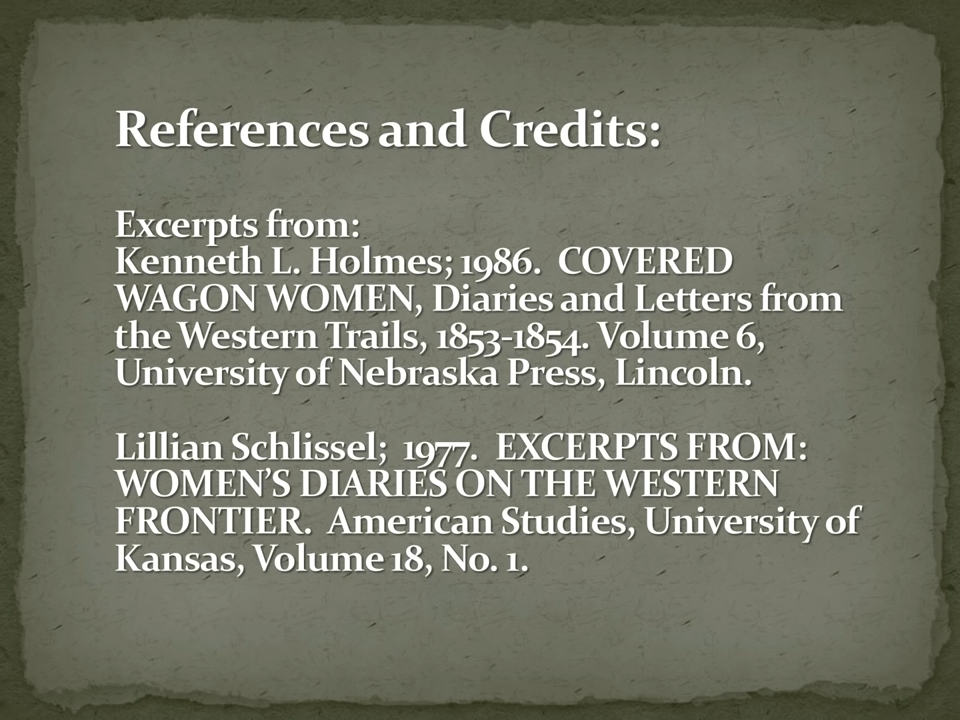 References and Credits:
Excerpts from:
Kenneth L. Holmes; 1986.  COVERED
WAGON WOMEN, Diaries and Letters from
the Western Trails, 1853-1854. Volume 6,
University of Nebraska Press, Lincoln.
Lillian Schlissel;  1977.  EXCERPTS FROM:
WOMEN’S DIARIES ON THE WESTERN
FRONTIER.  American Studies, University of
Kansas, Volume 18, No. 1.